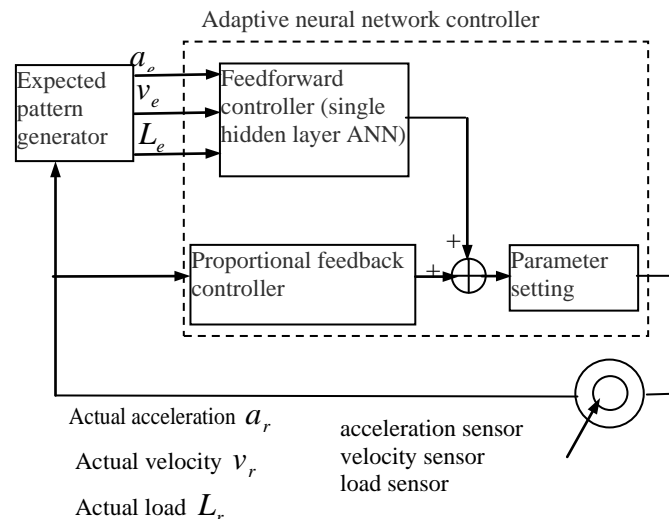 Adaptive neural network controller
a_e
v_e
L_e
Expected
pattern
generator
Feedforward
controller (single
hidden layer ANN)
+
Proportional feedback
controller
+
Parameter
setting
Actual acceleration a_r
Actual velocity v_r
Actual load L_r
acceleration sensor
velocity sensor
load sensor